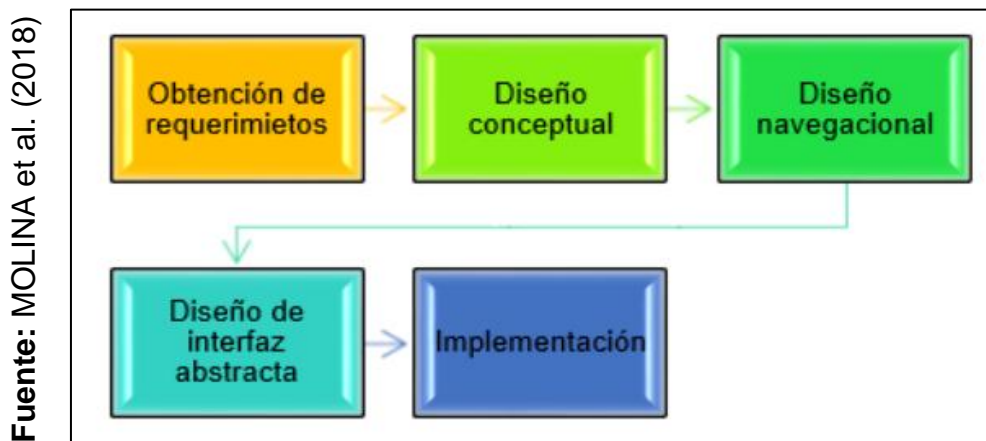 Fuente: MOLINA et al. (2018)
Obtención de
requerimietos
Diseño
conceptual
Diseño
navegacional
Diseño de
interfaz
abstracta
Implementación